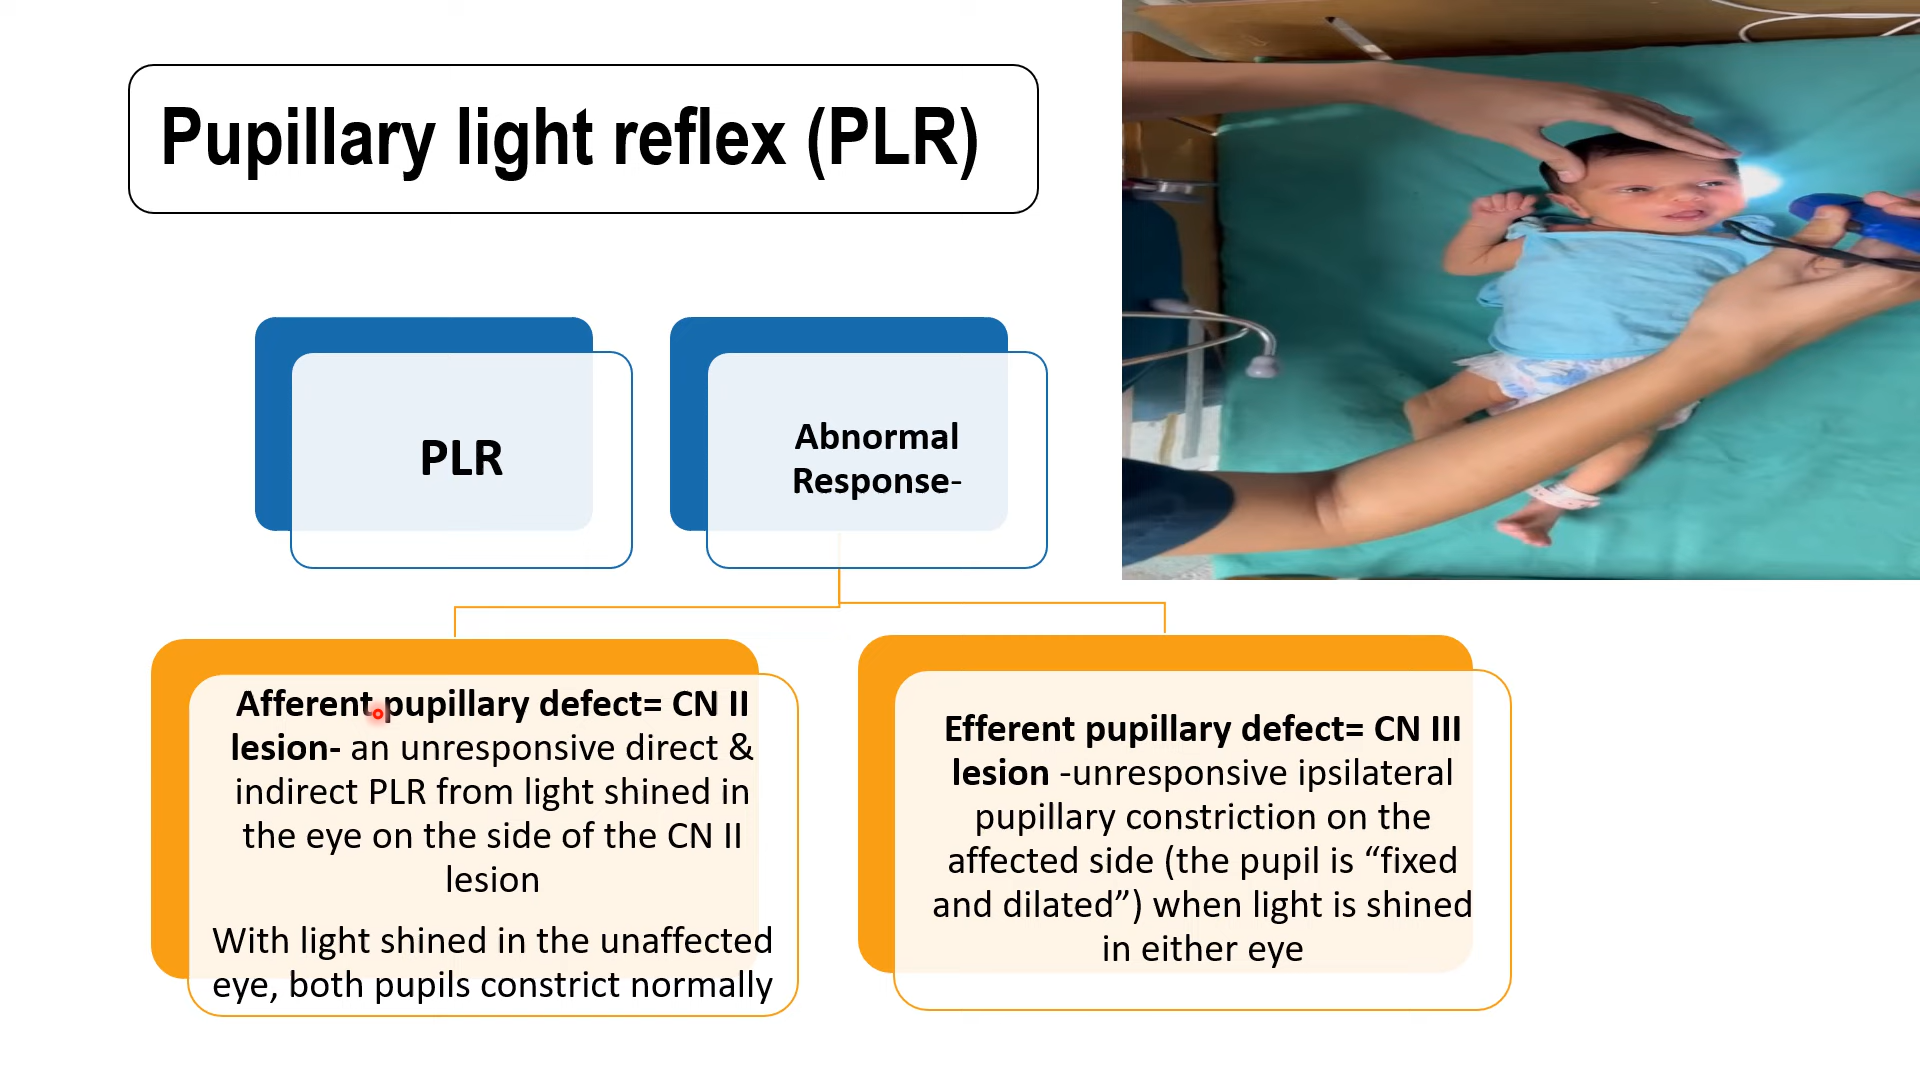 Pupillary light reflex (PLR)
PLR
Abnormal
Response-
Afferent pupillary defect= CN II
lesion- an unresponsive direct &
indirect PLR from light shined in
the eye on the side of the CN II
lesion
With light shined in the unaffected
eye, both pupils constrict normally
Efferent pupillary defect= CN III
lesion -unresponsive ipsilateral
pupillary constriction on the
affected side (the pupil is “fixed
and dilated”) when light is shined
in either eye